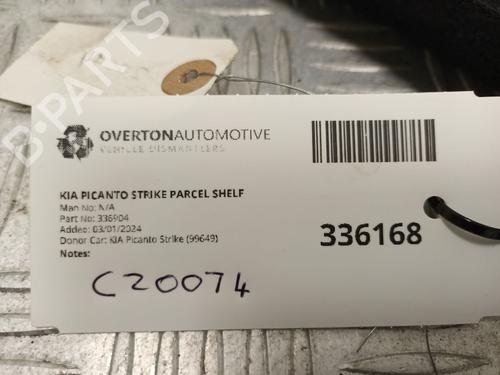 B-PARTS
OVERTONAUTOMOTIVE
VEHICLE DISMANTLERS
KIA PICANTO STRIKE PARCEL SHELF
Man No: N/A
Part No: 336904
Added: 03/01/2024
Donor Car: KIA Picanto Strike (99649)
Notes:
C20074
336168